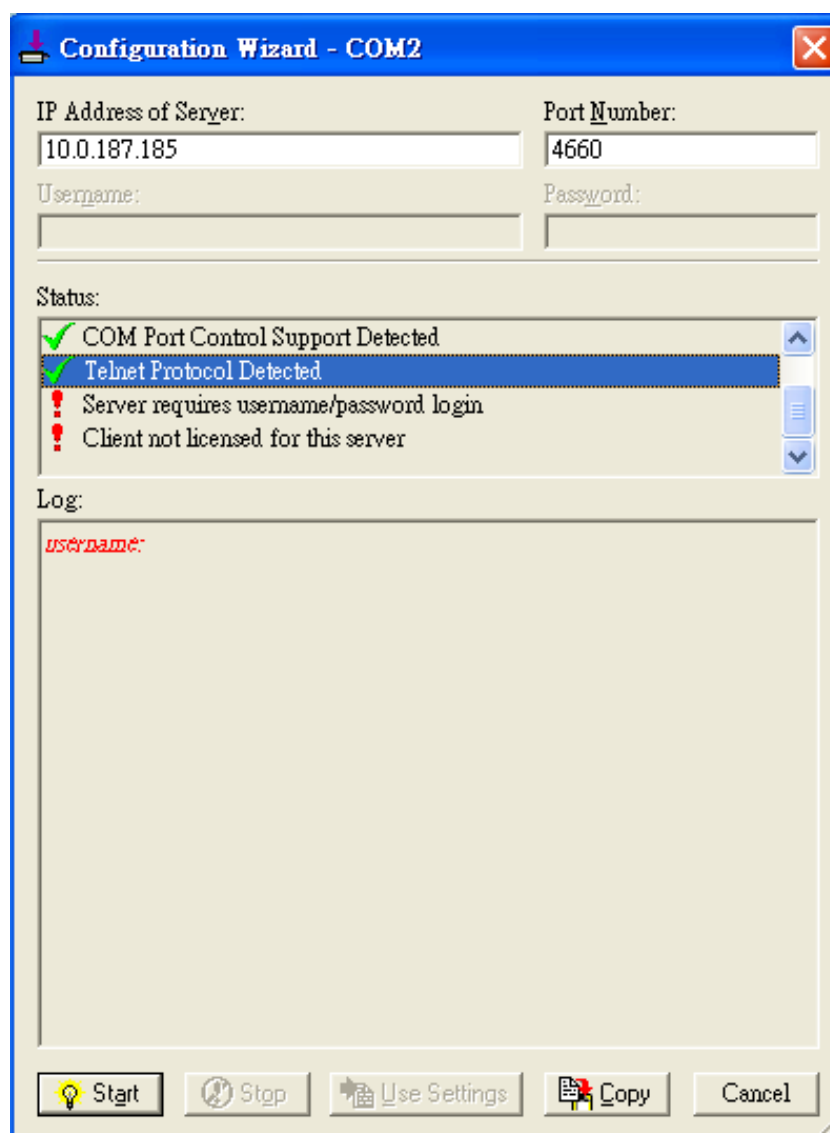 Configuration Wizard - COM2
IP Address of Server: Port Number:
10.0.187.185 4660
Username: Password:
Status:
COM Port Control Support Detected
Telnet Protocol Detected
Server requires username/password login
Client not licensed for this server
Log:
username:
Start Stop Use Settings Copy Cancel